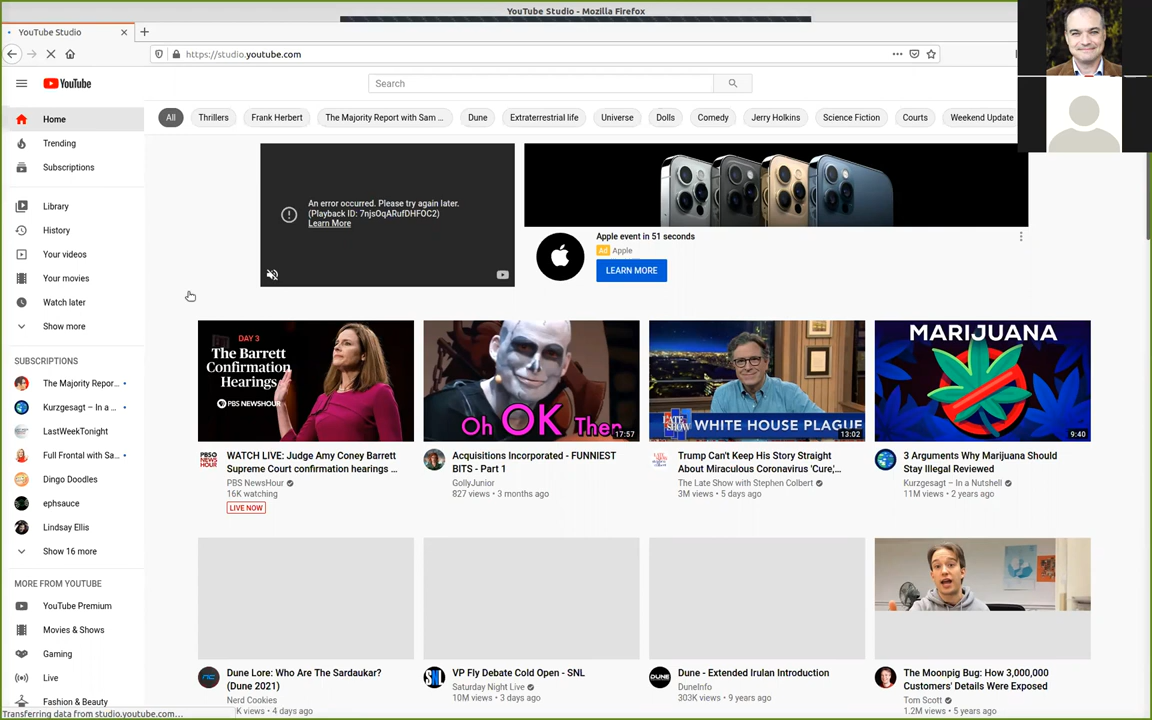 YouTube Studio - Mozilla Firefox
YouTube Studio
https://studio.youtube.com
YouTube
Search
All
Thrillers
Frank Herbert
The Majority Report with Sam ...
Dune
Extraterrestrial life
Universe
Dolls
Comedy
Jerry Holkins
Science Fiction
Courts
Weekend Update
Home
Trending
Subscriptions
Library
History
Your videos
Your movies
Watch later
Show more
SUBSCRIPTIONS
The Majority Repor...
Kurzgesagt – In a ...
LastWeekTonight
Full Frontal with Sa...
Dingo Doodles
ephsauce
Lindsay Ellis
Show 16 more
MORE FROM YOUTUBE
YouTube Premium
Movies & Shows
Gaming
Live
Fashion & Beauty
Transferring data from studio.youtube.com...
An error occurred. Please try again later.
(Playback ID: 7njsOqARufDHFOC2)
Learn More
Apple event in 51 seconds
Ad Apple
LEARN MORE
DAY 3
The Barrett
Confirmation
Hearings
PBS NEWSHOUR
WATCH LIVE: Judge Amy Coney Barrett
Supreme Court confirmation hearings ...
PBS NewsHour
16K watching
LIVE NOW
Oh OK Then
17:57
Acquisitions Incorporated - FUNNIEST
BITS - Part 1
GollyJunior
827 views • 3 months ago
LATE SHOW
WHITE HOUSE PLAGUE
13:02
Trump Can't Keep His Story Straight
About Miraculous Coronavirus 'Cure,'...
The Late Show with Stephen Colbert
3M views • 5 days ago
MARIJUANA
9:40
3 Arguments Why Marijuana Should
Stay Illegal Reviewed
Kurzgesagt – In a Nutshell
11M views • 2 years ago
Dune Lore: Who Are The Sardaukar?
(Dune 2021)
Nerd Cookies
K views • 4 days ago
VP Fly Debate Cold Open - SNL
Saturday Night Live
10M views • 3 days ago
DUNE
Dune - Extended Irulan Introduction
DuneInfo
303K views • 9 years ago
The Moonpig Bug: How 3,000,000
Customers' Details Were Exposed
Tom Scott
1.2M views • 5 years ago